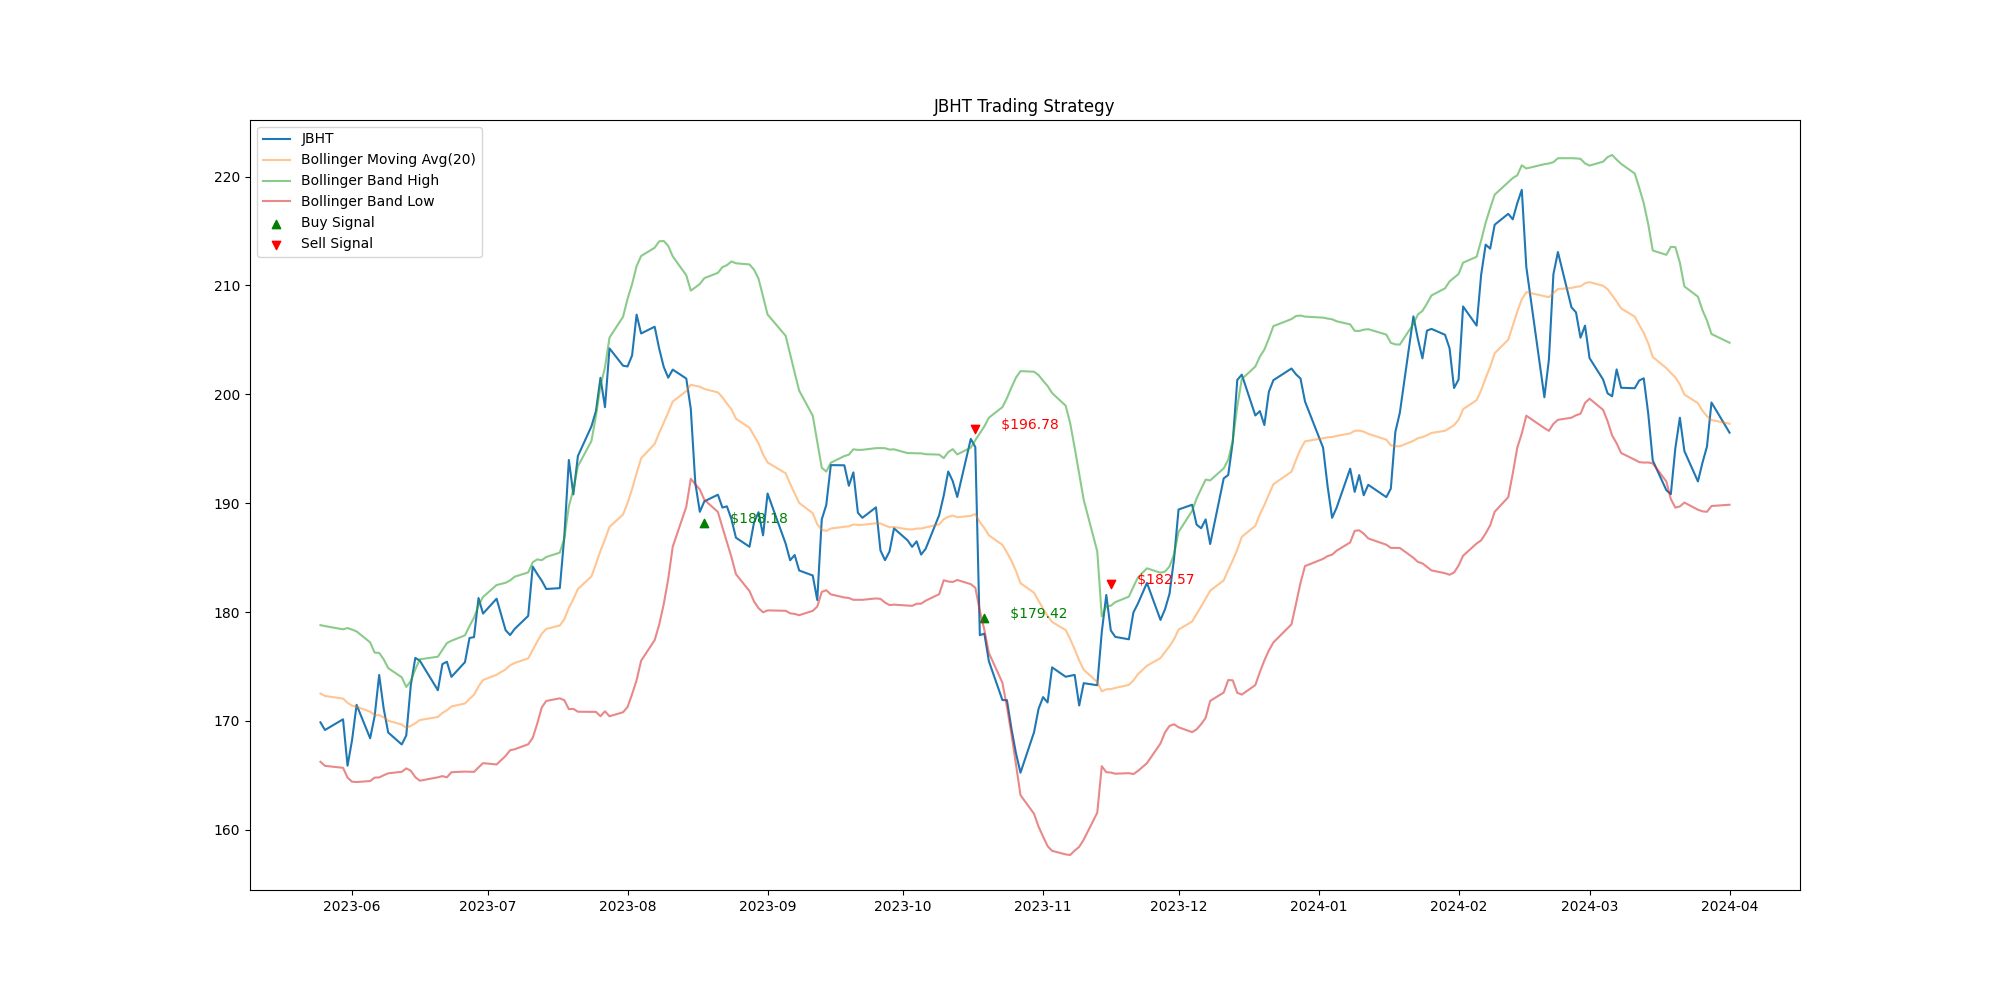 JBHT Trading Strategy
JBHT
Bollinger Moving Avg(20)
Bollinger Band High
Bollinger Band Low
Buy Signal
Sell Signal
220
210
200
190
180
170
160
$196.78
$188.18
$182.57
$179.42
2023-06 2023-07 2023-08 2023-09 2023-10 2023-11 2023-12 2024-01 2024-02 2024-03 2024-04